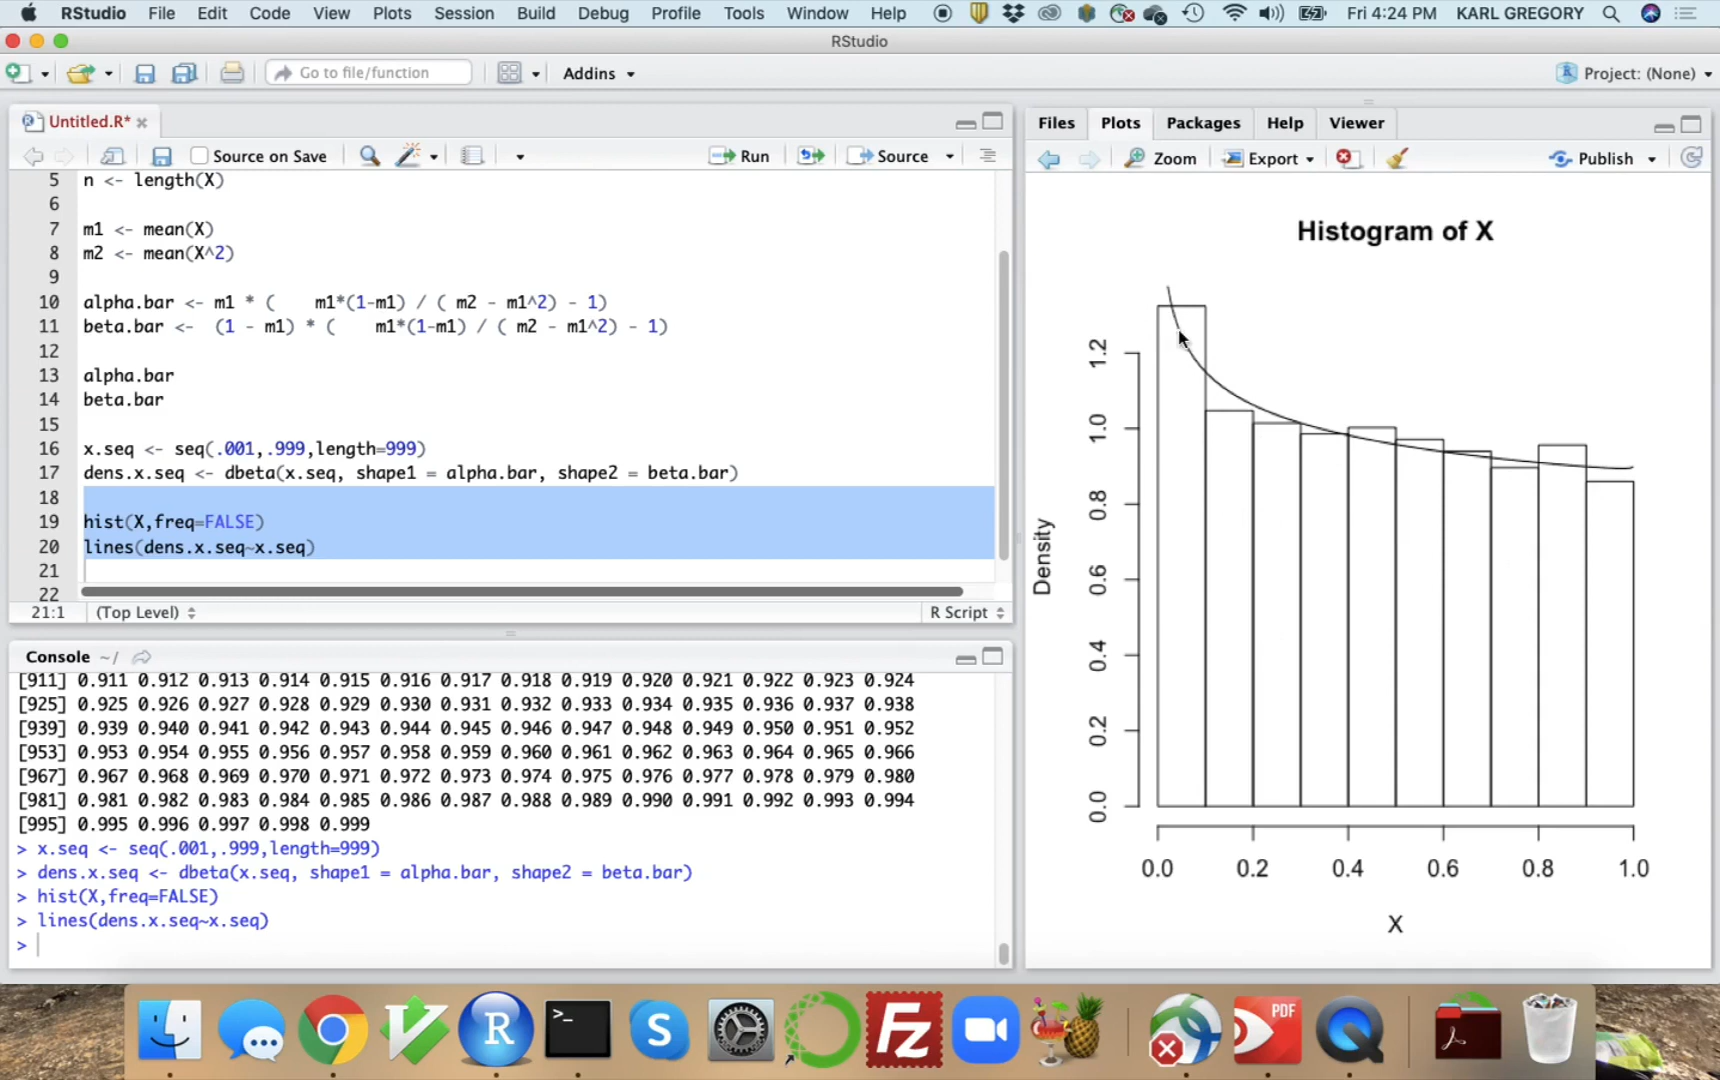 RStudio File Edit Code View Plots Session Build Debug Profile Tools Window Help Fri 4:24 PM KARL GREGORY
RStudio
Go to file/function Addins Project: (None)
Untitled.R*
Source on Save Run Source
5 n <- length(X)
6
7 m1 <- mean(X)
8 m2 <- mean(X^2)
9
10 alpha.bar <- m1 * ( m1*(1-m1) / ( m2 - m1^2) - 1)
11 beta.bar <- (1 - m1) * ( m1*(1-m1) / ( m2 - m1^2) - 1)
12
13 alpha.bar
14 beta.bar
15
16 x.seq <- seq(.001,.999,length=999)
17 dens.x.seq <- dbeta(x.seq, shape1 = alpha.bar, shape2 = beta.bar)
18
19 hist(X,freq=FALSE)
20 lines(dens.x.seq~x.seq)
21
22
21:1 (Top Level) R Script
Console ~/
[911] 0.911 0.912 0.913 0.914 0.915 0.916 0.917 0.918 0.919 0.920 0.921 0.922 0.923 0.924
[925] 0.925 0.926 0.927 0.928 0.929 0.930 0.931 0.932 0.933 0.934 0.935 0.936 0.937 0.938
[939] 0.939 0.940 0.941 0.942 0.943 0.944 0.945 0.946 0.947 0.948 0.949 0.950 0.951 0.952
[953] 0.953 0.954 0.955 0.956 0.957 0.958 0.959 0.960 0.961 0.962 0.963 0.964 0.965 0.966
[967] 0.967 0.968 0.969 0.970 0.971 0.972 0.973 0.974 0.975 0.976 0.977 0.978 0.979 0.980
[981] 0.981 0.982 0.983 0.984 0.985 0.986 0.987 0.988 0.989 0.990 0.991 0.992 0.993 0.994
[995] 0.995 0.996 0.997 0.998 0.999
> x.seq <- seq(.001,.999,length=999)
> dens.x.seq <- dbeta(x.seq, shape1 = alpha.bar, shape2 = beta.bar)
> hist(X,freq=FALSE)
> lines(dens.x.seq~x.seq)
>
Files Plots Packages Help Viewer
Zoom Export Publish
Histogram of X
Density
1.2
1.0
0.8
0.6
0.4
0.2
0.0
0.0 0.2 0.4 0.6 0.8 1.0
X
R >_ S Fz PDF